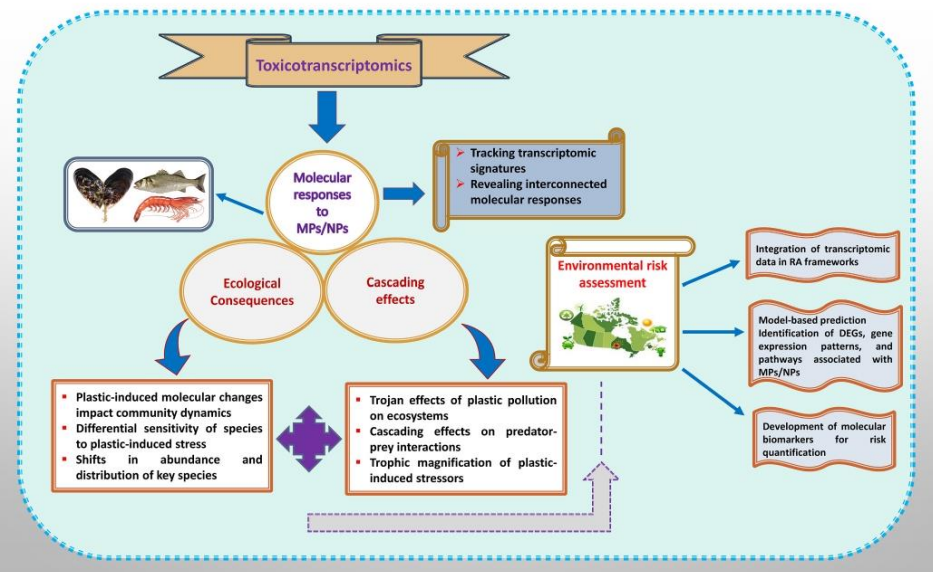 Toxicotranscriptomics
Molecular
responses
to
MPs/NPs
➢ Tracking transcriptomic
signatures
➢ Revealing interconnected
molecular responses
Ecological
Consequences
Cascading
effects
Environmental risk
assessment
Integration of transcriptomic
data in RA frameworks
Model-based prediction
Identification of DEGs, gene
expression patterns, and
pathways associated with
MPs/NPs
Development of molecular
biomarkers for risk
quantification
▪ Plastic-induced molecular changes
impact community dynamics
▪ Differential sensitivity of species
to plastic-induced stress
▪ Shifts in abundance and
distribution of key species
▪ Trojan effects of plastic pollution
on ecosystems
▪ Cascading effects on predator-
prey interactions
▪ Trophic magnification of plastic-
induced stressors